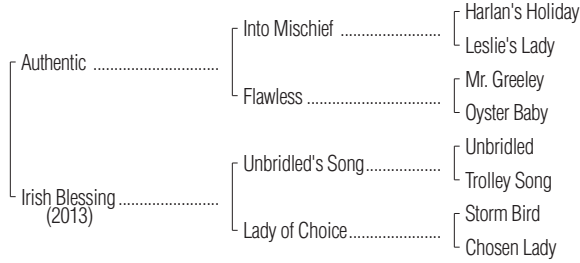 Harlan's Holiday
Into Mischief ....................
Leslie's Lady
Authentic .........................
Mr. Greeley
Flawless ...........................
Oyster Baby
Unbridled
Unbridled's Song...............
Trolley Song
Irish Blessing ....................
(2013)
Storm Bird
Lady of Choice..................
Chosen Lady